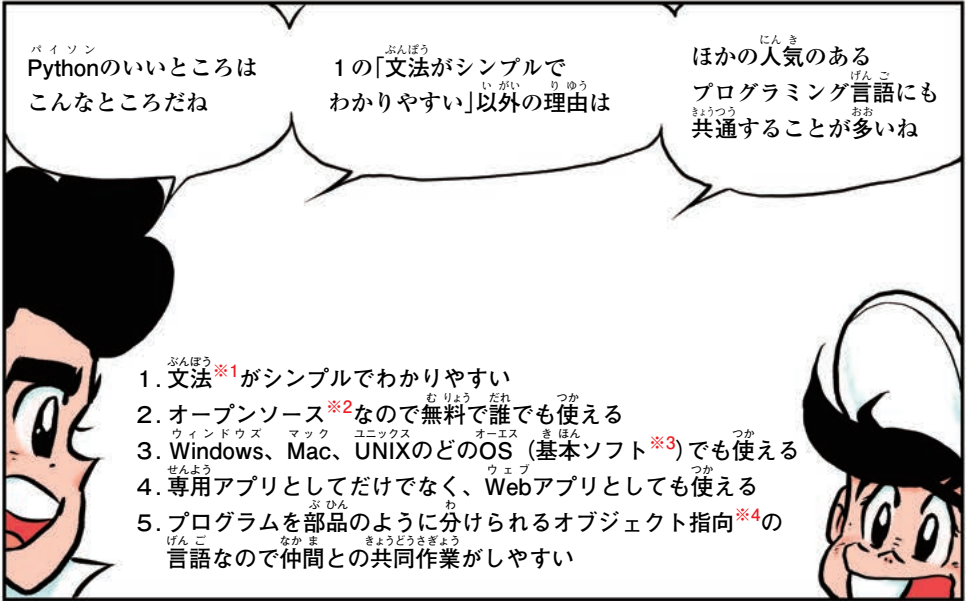 Pythonのいいところは
こんなところだね
1の「文法がシンプルで
わかりやすい」以外の理由は
ほかの人気のある
プログラミング言語にも
共通することが多いね
1. 文法※1がシンプルでわかりやすい
2. オープンソース※2なので無料で誰でも使える
3. Windows、Mac、UNIXのどのOS（基本ソフト※3）でも使える
4. 専用アプリとしてだけでなく、Webアプリとしても使える
5. プログラムを部品のように分けられるオブジェクト指向※4の
言語なので仲間との共同作業がしやすい